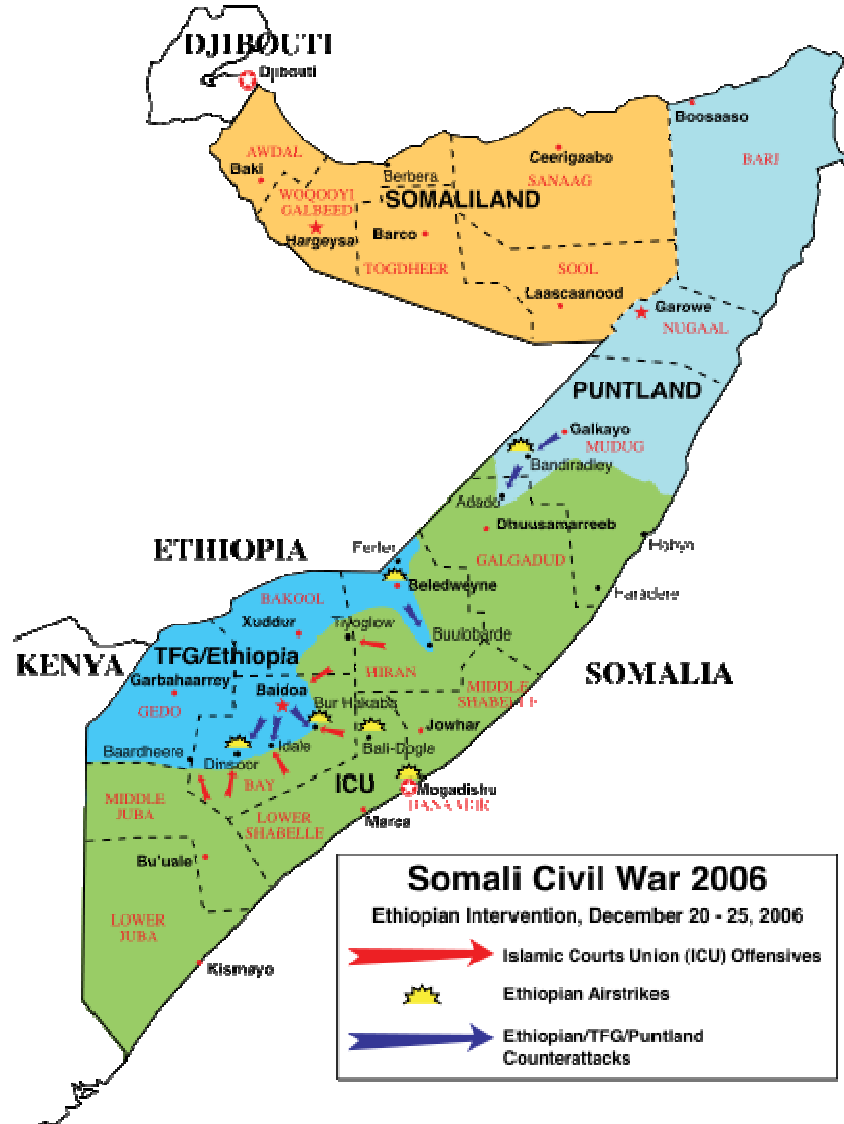 DJIBOUTI
Djibouti
Boosaaso
AWDAL
Ceerigaabo
BARI
Baki
Berbera
SANAAG
WOQOOYI
GALBEED
SOMALILAND
Hargeysa
Barco
TOGDHEER
SOOL
Laascaanood
Garowe
NUGAAL
PUNTLAND
Galkayo
MUDUG
Bandiradley
Adado
Dhuusamarreeb
ETHIOPIA
Ferfer
GALGADUD
Hobyo
Beledweyne
Haradere
BAKOOL
Xuddur
Tiyoglow
Buulobarde
KENYA
TFG/Ethiopia
HIRAN
SOMALIA
Garbahaarrey
Baidoa
MIDDLE
SHABELLE
GEDO
Bur Hakaba
Jowhar
Baardheere
Idale
Bali-Dogle
Dinsoor
BAY
ICU
Mogadishu
BANAADIR
MIDDLE
JUBA
LOWER
SHABELLE
Marca
Bu'uale
LOWER
JUBA
Kismayo
Somali Civil War 2006
Ethiopian Intervention, December 20 - 25, 2006
Islamic Courts Union (ICU) Offensives
Ethiopian Airstrikes
Ethiopian/TFG/Puntland
Counterattacks